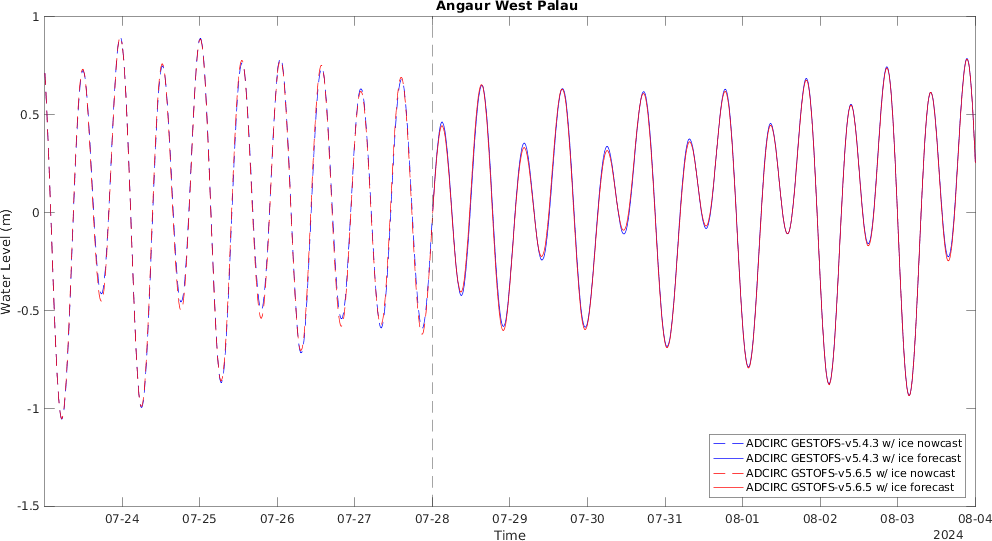 Angaur West Palau
1
0.5
0
-0.5
-1
-1.5
Water Level (m)
07-24 07-25 07-26 07-27 07-28 07-29 07-30 07-31 08-01 08-02 08-03 08-04
Time
2024
ADCIRC GESTOFS-v5.4.3 w/ ice nowcast
ADCIRC GESTOFS-v5.4.3 w/ ice forecast
ADCIRC GSTOFS-v5.6.5 w/ ice nowcast
ADCIRC GSTOFS-v5.6.5 w/ ice forecast